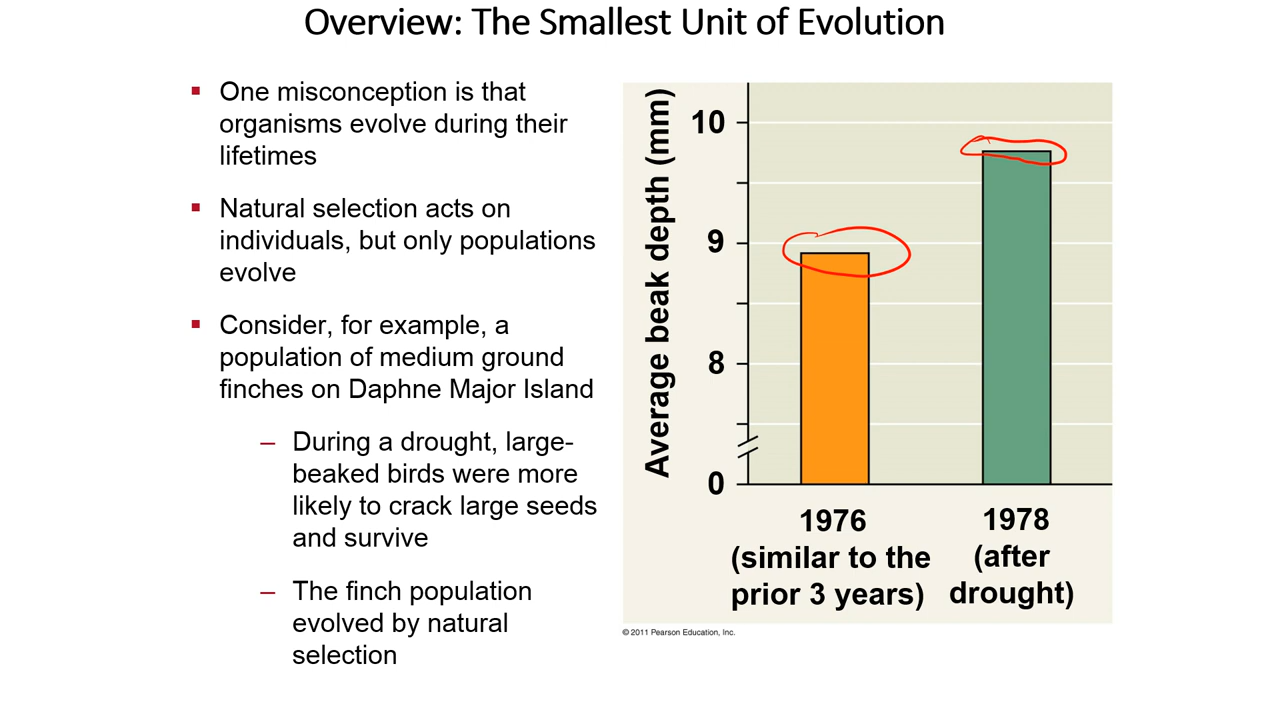 Overview: The Smallest Unit of Evolution
▪ One misconception is that
organisms evolve during their
lifetimes
▪ Natural selection acts on
individuals, but only populations
evolve
▪ Consider, for example, a
population of medium ground
finches on Daphne Major Island
– During a drought, large-
beaked birds were more
likely to crack large seeds
and survive
– The finch population
evolved by natural
selection
Average beak depth (mm)
10
9
8
0
1976
(similar to the
prior 3 years)
1978
(after
drought)
© 2011 Pearson Education, Inc.